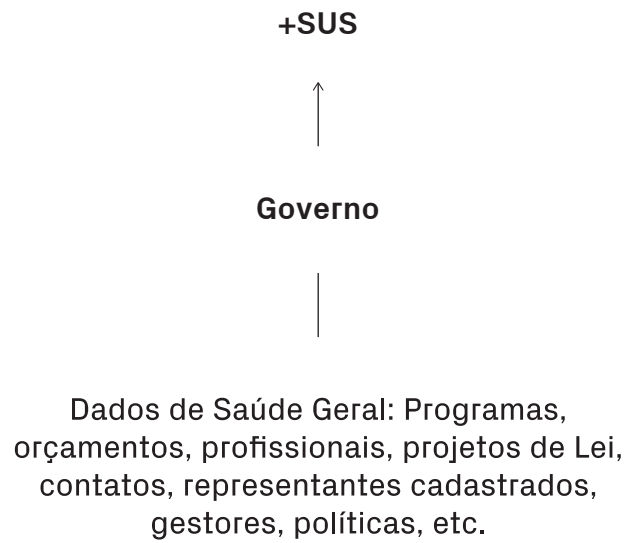 +SUS
Governo
Dados de Saúde Geral: Programas,
orçamentos, profissionais, projetos de Lei,
contatos, representantes cadastrados,
gestores, políticas, etc.